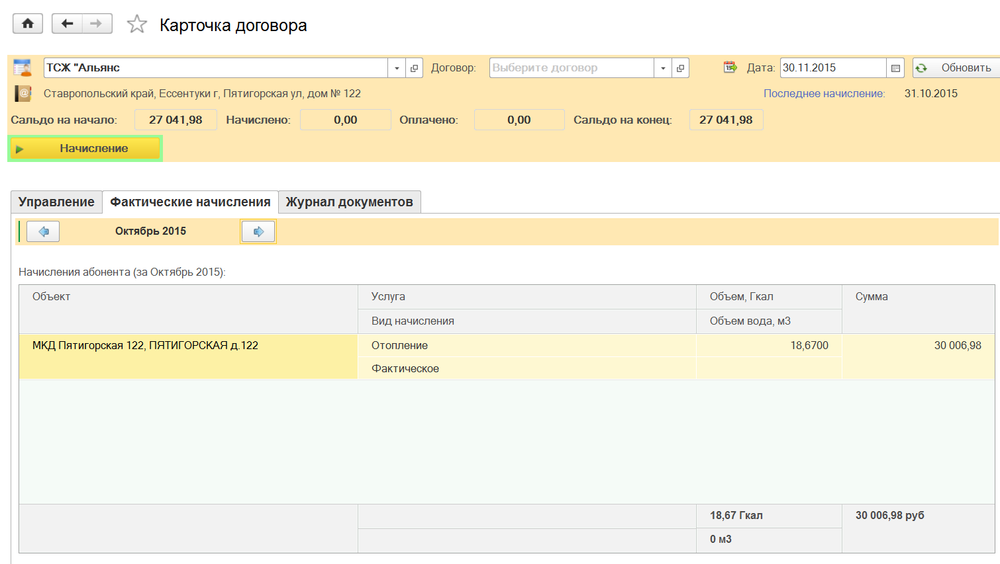 Карточка договора
ТСЖ "Альянс Договор: Выберите договор 15 Дата: 30.11.2015 Обновить
@ Ставропольский край, Ессентуки г, Пятигорская ул, дом № 122 Последнее начисление: 31.10.2015
Сальдо на начало: 27 041,98 Начислено: 0,00 Оплачено: 0,00 Сальдо на конец: 27 041,98
Начисление
Управление Фактические начисления Журнал документов
Октябрь 2015
Начисления абонента (за Октябрь 2015):
Объект Услуга Объем, Гкал Сумма
Вид начисления Объем вода, м3
МКД Пятигорская 122, ПЯТИГОРСКАЯ д.122 Отопление 18,6700 30 006,98
Фактическое
18,67 Гкал 30 006,98 руб
0 м3